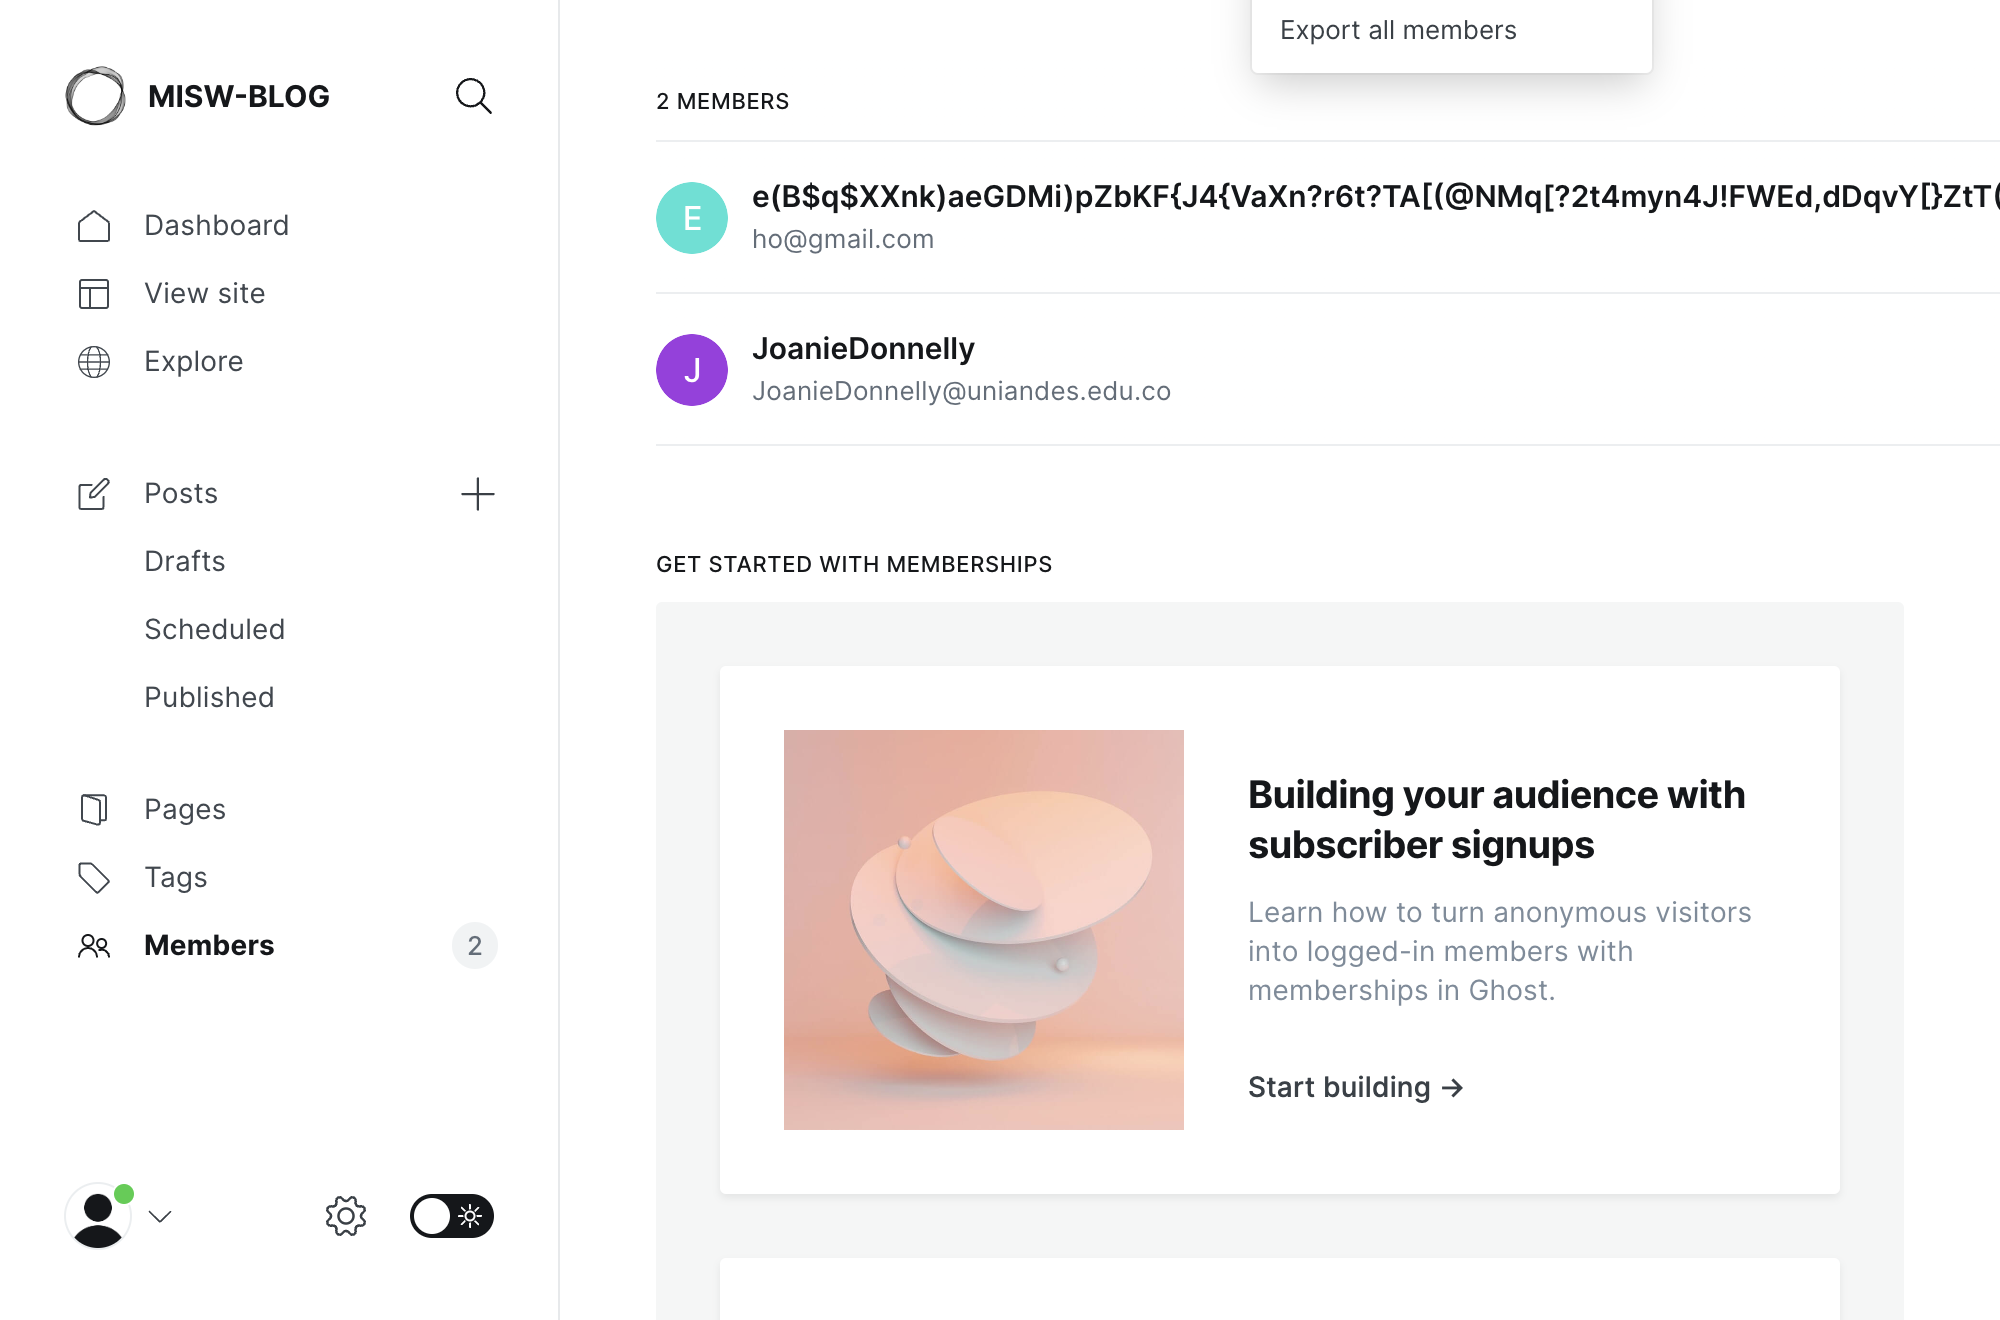 MISW-BLOG
Dashboard
View site
Explore
Posts
Drafts
Scheduled
Published
Pages
Tags
Members
2
Export all members
2 MEMBERS
E
e(B$q$XXnk)aeGDMi)pZbKF{J4{VaXn?r6t?TA[(@NMq[?2t4myn4J!FWEd,dDqvY[}ZtT(
ho@gmail.com
J
JoanieDonnelly
JoanieDonnelly@uniandes.edu.co
GET STARTED WITH MEMBERSHIPS
Building your audience with
subscriber signups
Learn how to turn anonymous visitors
into logged-in members with
memberships in Ghost.
Start building →